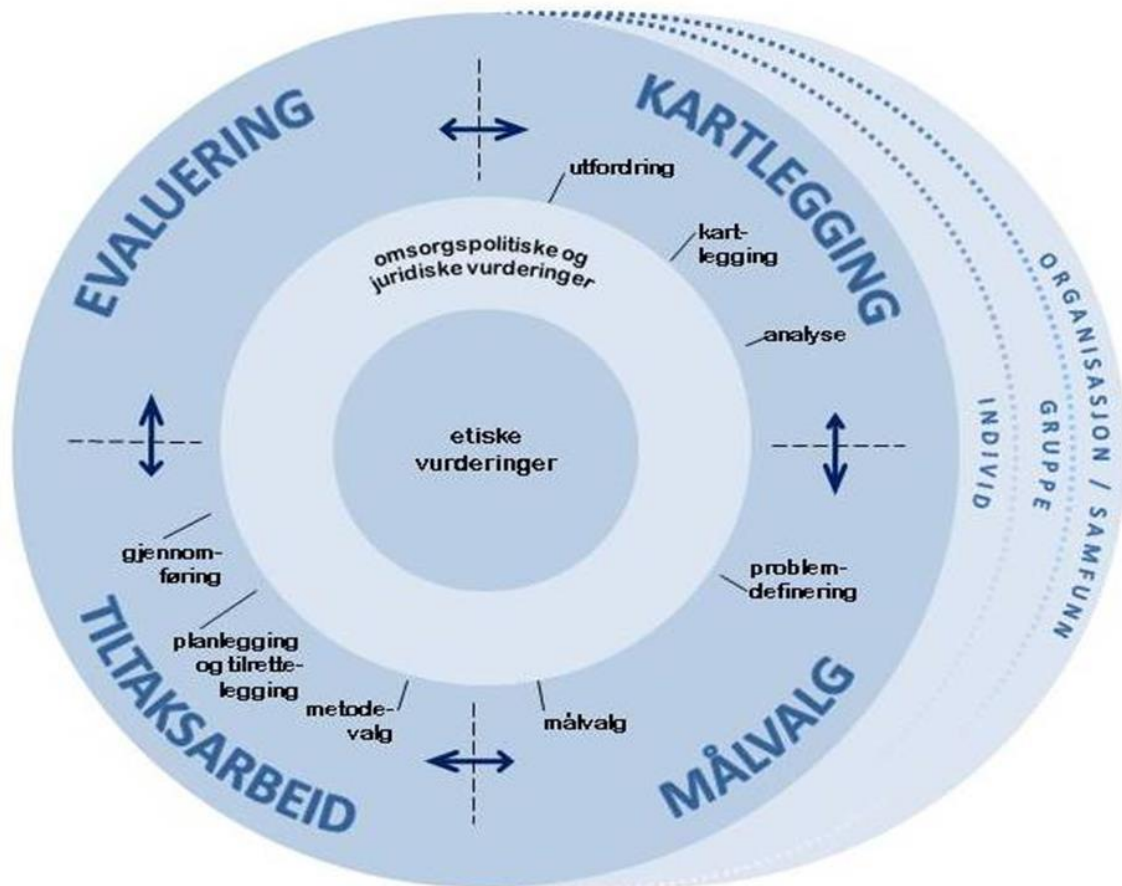 EVALUERING
KARTLEGGING
utfordring
kart-
legging
analyse
omsorgspolitiske og
juridiske vurderinger
etiske
vurderinger
INDIVID
GRUPPE
ORGANISASJON / SAMFUNN
problem-
definering
MÅLVALG
målvalg
metode-
valg
planlegging
og tilrette-
legging
gjennom-
føring
TILTAKSARBEID